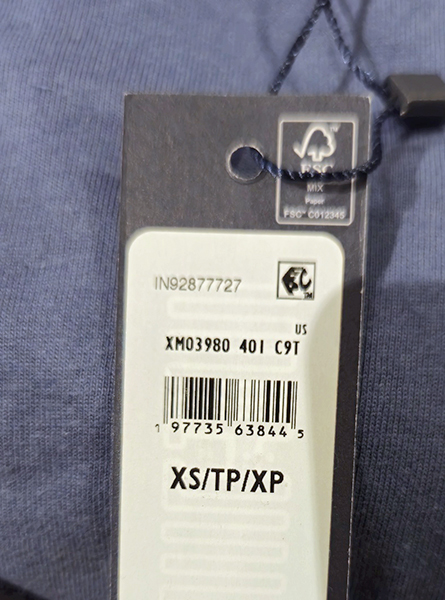 FSC
MIX
Paper
FSC® C012345
IN92877727
US
XM03980 401 C9T
1 97735 63844 5
XS/TP/XP